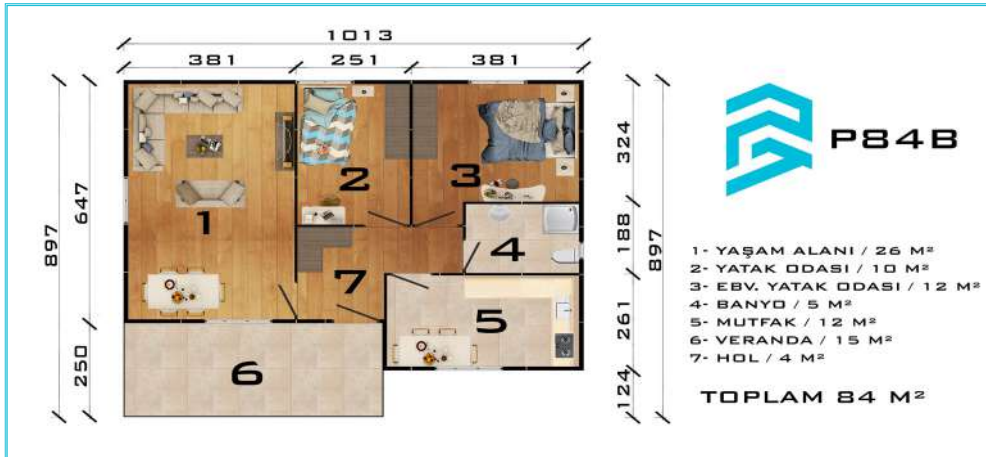 1013
381 251 381
897
647
250
324
188
261
124
897
1
2
3
4
5
6
7
P84B
1- YAŞAM ALANI / 26 M²
2- YATAK ODASI / 10 M²
3- EBV. YATAK ODASI / 12 M²
4- BANYO / 5 M²
5- MUTFAK / 12 M²
6- VERANDA / 15 M²
7- HOL / 4 M²
TOPLAM 84 M²